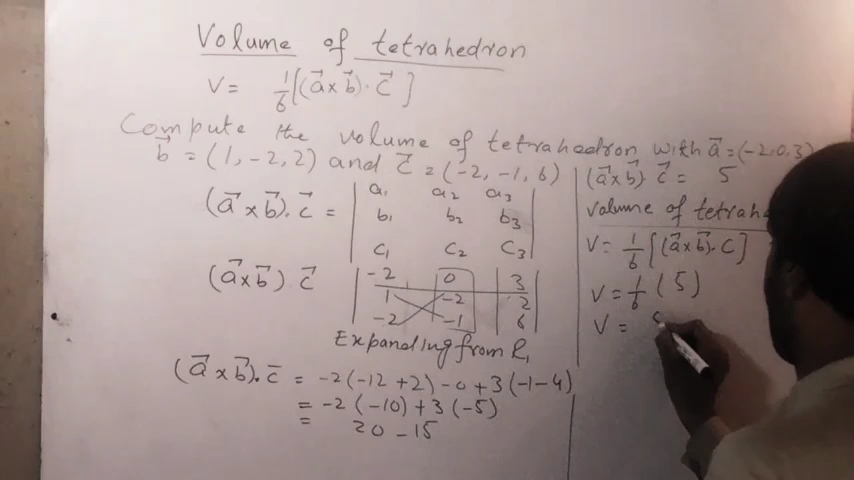 Volume of tetrahedron
V = 1/6 [(a⃗×b⃗)·c⃗]
Compute the volume of tetrahedron with a⃗ = (-2,0,3)
b⃗ = (1,-2,2) and c⃗ = (-2,-1,6)
(a⃗×b⃗)·c⃗ = | a₁ a₂ a₃ |
| b₁ b₂ b₃ |
| c₁ c₂ c₃ |
(a⃗×b⃗)·c⃗ | -2 0 3 |
| 1 -2 2 |
| -2 -1 6 |
Expanding from R₁
(a⃗×b⃗)·c⃗ = -2(-12+2)-0+3(-1-4)
= -2(-10)+3(-5)
= 20-15
(a⃗×b⃗)·c⃗ = 5
Valume of tetrahe
V = 1/6 [(a⃗×b⃗)·C]
V = 1/6 (5)
V =